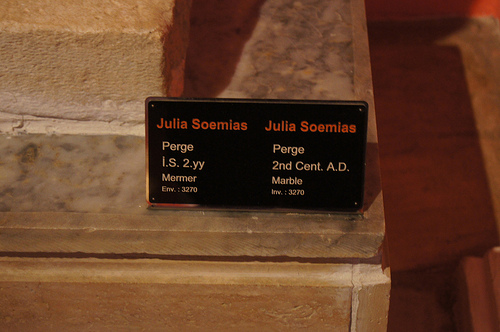 Julia Soemias
Perge
İ.S. 2.yy
Mermer
Env. : 3270
Julia Soemias
Perge
2nd Cent. A.D.
Marble
Inv. : 3270